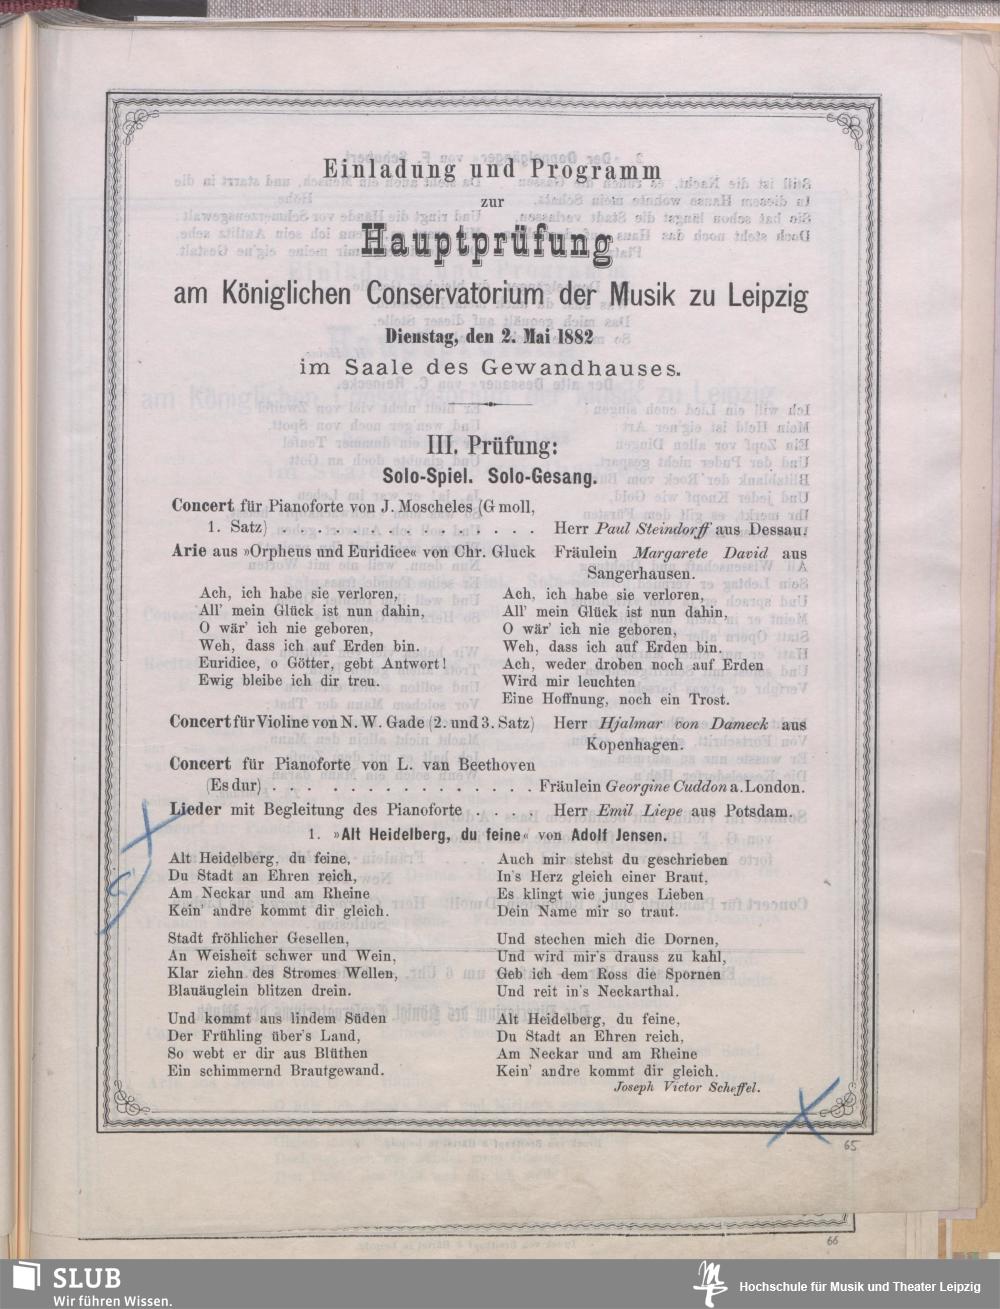 Einladung und Programm
zur
Hauptprüfung
am Königlichen Conservatorium der Musik zu Leipzig
Dienstag, den 2. Mai 1882
im Saale des Gewandhauses.
III. Prüfung:
Solo-Spiel. Solo-Gesang.
Concert für Pianoforte von J. Moscheles (G moll,
1. Satz) . . . . . . . . . . . . . . Herr Paul Steindorff aus Dessau.
Arie aus »Orpheus und Euridice« von Chr. Gluck Fräulein Margarete David aus
Sangerhausen.
Ach, ich habe sie verloren,
All' mein Glück ist nun dahin,
O wär' ich nie geboren,
Weh, dass ich auf Erden bin.
Euridice, o Götter, gebt Antwort!
Ewig bleibe ich dir treu.
Ach, ich habe sie verloren,
All' mein Glück ist nun dahin,
O wär' ich nie geboren,
Weh, dass ich auf Erden bin.
Ach, weder droben noch auf Erden
Wird mir leuchten
Eine Hoffnung, noch ein Trost.
Concert für Violine von N. W. Gade (2. und 3. Satz) Herr Hjalmar von Dameck aus
Kopenhagen.
Concert für Pianoforte von L. van Beethoven
(Es dur) . . . . . . . . . . . . . . Fräulein Georgine Cuddon a. London.
Lieder mit Begleitung des Pianoforte . . . . Herr Emil Liepe aus Potsdam.
1. »Alt Heidelberg, du feine« von Adolf Jensen.
Alt Heidelberg, du feine,
Du Stadt an Ehren reich,
Am Neckar und am Rheine
Kein' andre kommt dir gleich.
Stadt fröhlicher Gesellen,
An Weisheit schwer und Wein,
Klar ziehn des Stromes Wellen,
Blauäuglein blitzen drein.
Und kommt aus lindem Süden
Der Frühling über's Land,
So webt er dir aus Blüthen
Ein schimmernd Brautgewand.
Auch mir stehst du geschrieben
In's Herz gleich einer Braut,
Es klingt wie junges Lieben
Dein Name mir so traut.
Und stechen mich die Dornen,
Und wird mir's drauss zu kahl,
Geb ich dem Ross die Spornen
Und reit in's Neckarthal.
Alt Heidelberg, du feine,
Du Stadt an Ehren reich,
Am Neckar und am Rheine
Kein' andre kommt dir gleich.
Joseph Victor Scheffel.
65
66
SLUB
Wir führen Wissen.
Hochschule für Musik und Theater Leipzig